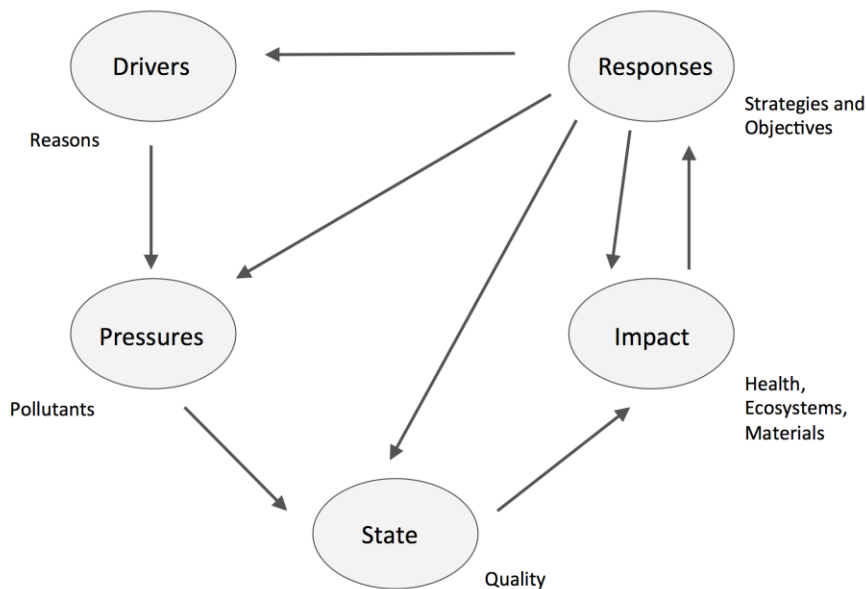 Drivers
Responses
Strategies and
Objectives
Reasons
Pressures
Impact
Pollutants
Health,
Ecosystems,
Materials
State
Quality